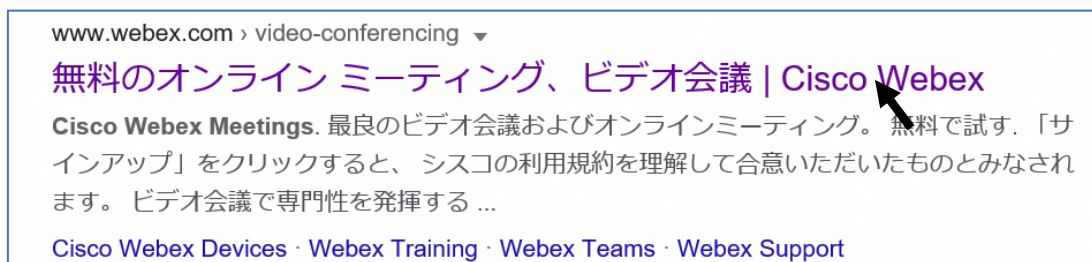 www.webex.com › video-conferencing
無料のオンライン ミーティング、ビデオ会議 | Cisco Webex
Cisco Webex Meetings. 最良のビデオ会議およびオンラインミーティング。 無料で試す. 「サ
インアップ」をクリックすると、 シスコの利用規約を理解して合意いただいたものとみなされ
ます。 ビデオ会議で専門性を発揮する ...
Cisco Webex Devices · Webex Training · Webex Teams · Webex Support